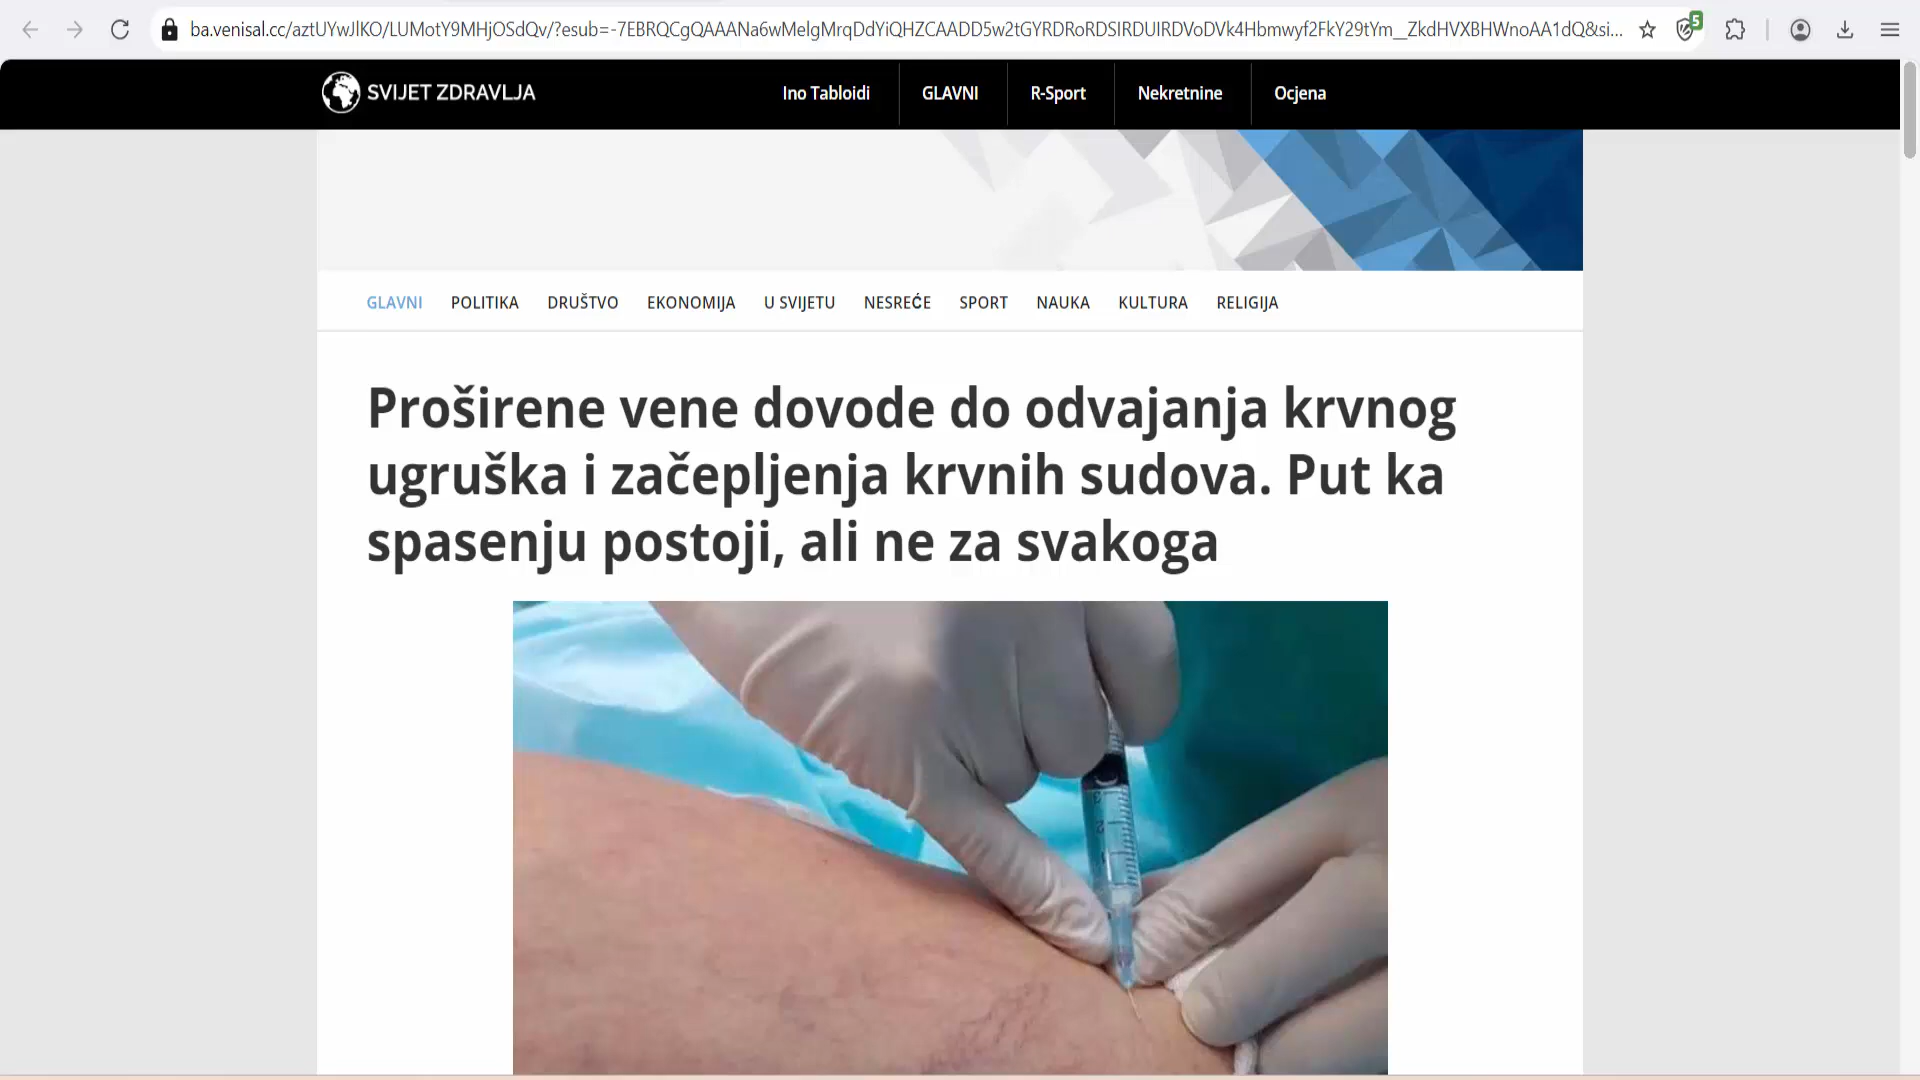 ba.venisal.cc/aztUYwJlKO/LUMotY9MHjOSdQv/?esub=-7EBRQCgQAAANa6wMelgMrqDdYiQHZCAADD5w2tGYRDRoRDSIRDUIRDVoDVk4Hbmwyf2FkY29tYm__ZkdHVXBHWnoAA1dQ&si...
5
SVIJET ZDRAVLJA
Ino Tabloidi
GLAVNI
R-Sport
Nekretnine
Ocjena
GLAVNI POLITIKA DRUŠTVO EKONOMIJA U SVIJETU NESREĆE SPORT NAUKA KULTURA RELIGIJA
Proširene vene dovode do odvajanja krvnog
ugruška i začepljenja krvnih sudova. Put ka
spasenju postoji, ali ne za svakoga